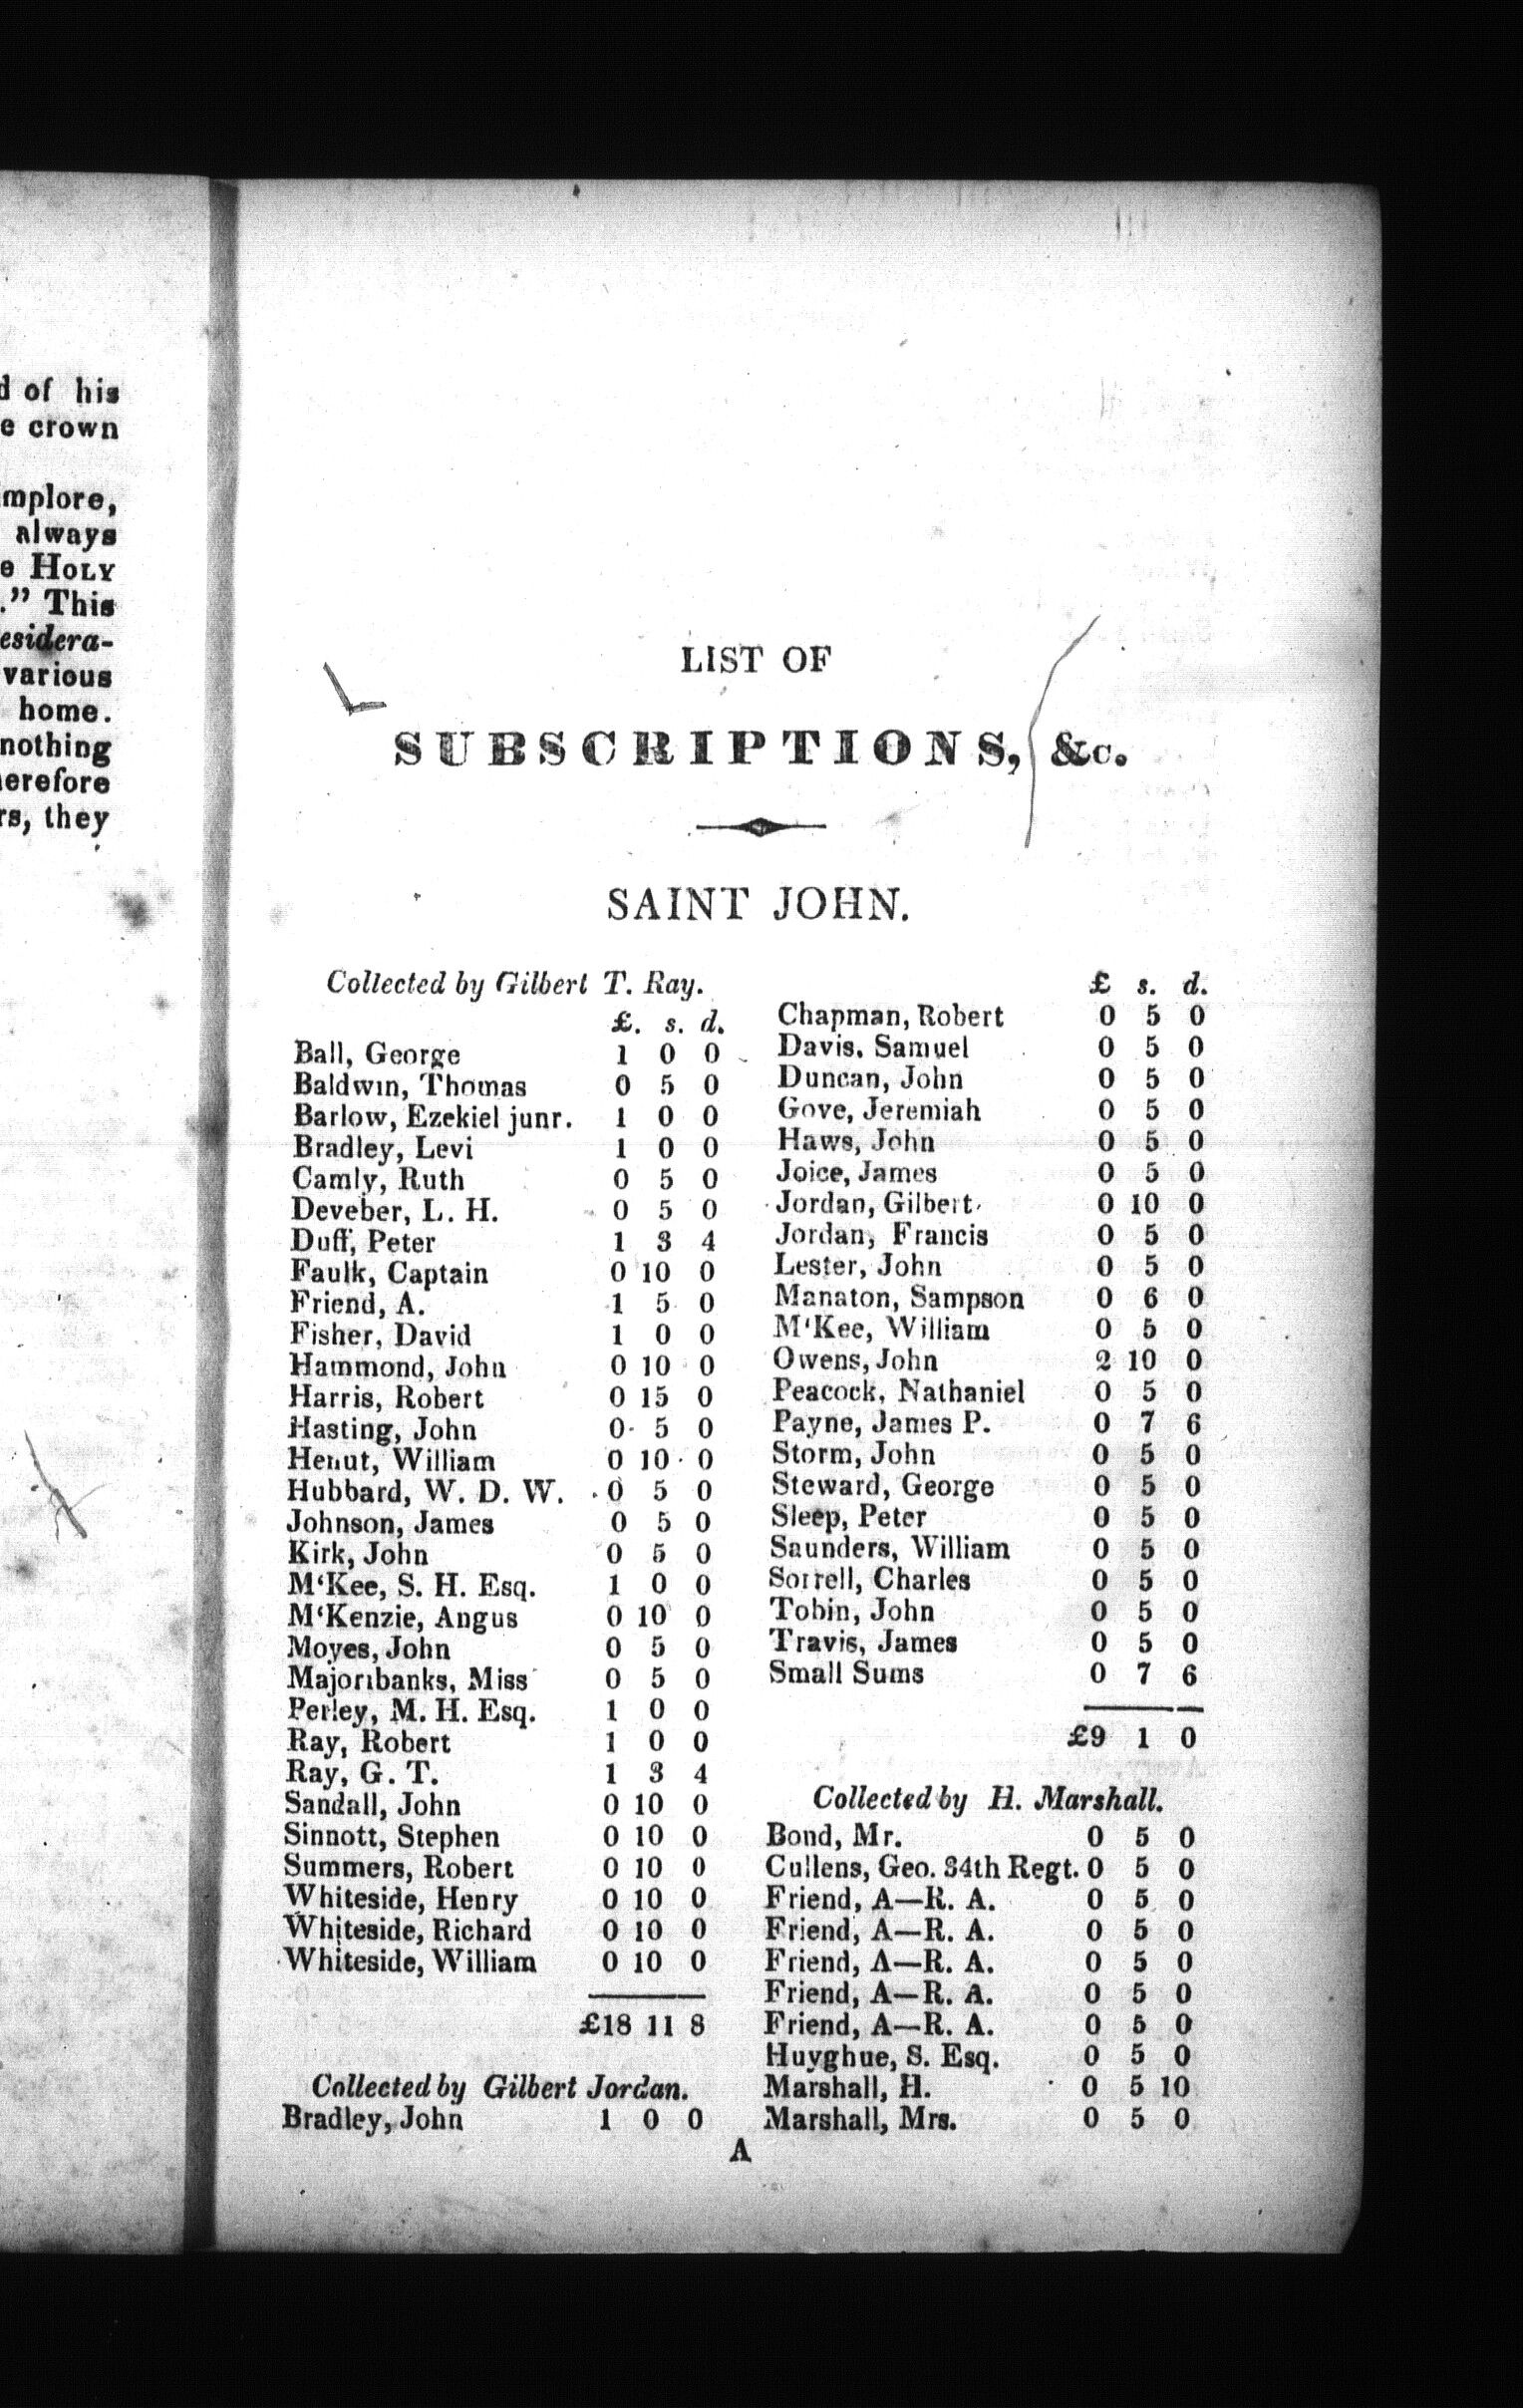 d of his
e crown
mplore,
always
e HOLY
." This
esidera-
various
home.
nothing
herefore
rs, they
LIST OF
SUBSCRIPTIONS, &c.
SAINT JOHN.
Collected by Gilbert T. Ray.
£. s. d.
Ball, George 1 0 0
Baldwin, Thomas 0 5 0
Barlow, Ezekiel junr. 1 0 0
Bradley, Levi 1 0 0
Camly, Ruth 0 5 0
Deveber, L. H. 0 5 0
Duff, Peter 1 3 4
Faulk, Captain 0 10 0
Friend, A. 1 5 0
Fisher, David 1 0 0
Hammond, John 0 10 0
Harris, Robert 0 15 0
Hasting, John 0 5 0
Henut, William 0 10 0
Hubbard, W. D. W. 0 5 0
Johnson, James 0 5 0
Kirk, John 0 5 0
M‘Kee, S. H. Esq. 1 0 0
M‘Kenzie, Angus 0 10 0
Moyes, John 0 5 0
Majoribanks, Miss 0 5 0
Perley, M. H. Esq. 1 0 0
Ray, Robert 1 0 0
Ray, G. T. 1 3 4
Sandall, John 0 10 0
Sinnott, Stephen 0 10 0
Summers, Robert 0 10 0
Whiteside, Henry 0 10 0
Whiteside, Richard 0 10 0
Whiteside, William 0 10 0
£18 11 8
Collected by Gilbert Jordan.
Bradley, John 1 0 0
£ s. d.
Chapman, Robert 0 5 0
Davis, Samuel 0 5 0
Duncan, John 0 5 0
Gove, Jeremiah 0 5 0
Haws, John 0 5 0
Joice, James 0 5 0
Jordan, Gilbert 0 10 0
Jordan, Francis 0 5 0
Lester, John 0 5 0
Manaton, Sampson 0 6 0
M‘Kee, William 0 5 0
Owens, John 2 10 0
Peacock, Nathaniel 0 5 0
Payne, James P. 0 7 6
Storm, John 0 5 0
Steward, George 0 5 0
Sleep, Peter 0 5 0
Saunders, William 0 5 0
Sorrell, Charles 0 5 0
Tobin, John 0 5 0
Travis, James 0 5 0
Small Sums 0 7 6
£9 1 0
Collected by H. Marshall.
Bond, Mr. 0 5 0
Cullens, Geo. 34th Regt. 0 5 0
Friend, A—R. A. 0 5 0
Friend, A—R. A. 0 5 0
Friend, A—R. A. 0 5 0
Friend, A—R. A. 0 5 0
Friend, A—R. A. 0 5 0
Huyghue, S. Esq. 0 5 0
Marshall, H. 0 5 10
Marshall, Mrs. 0 5 0
A